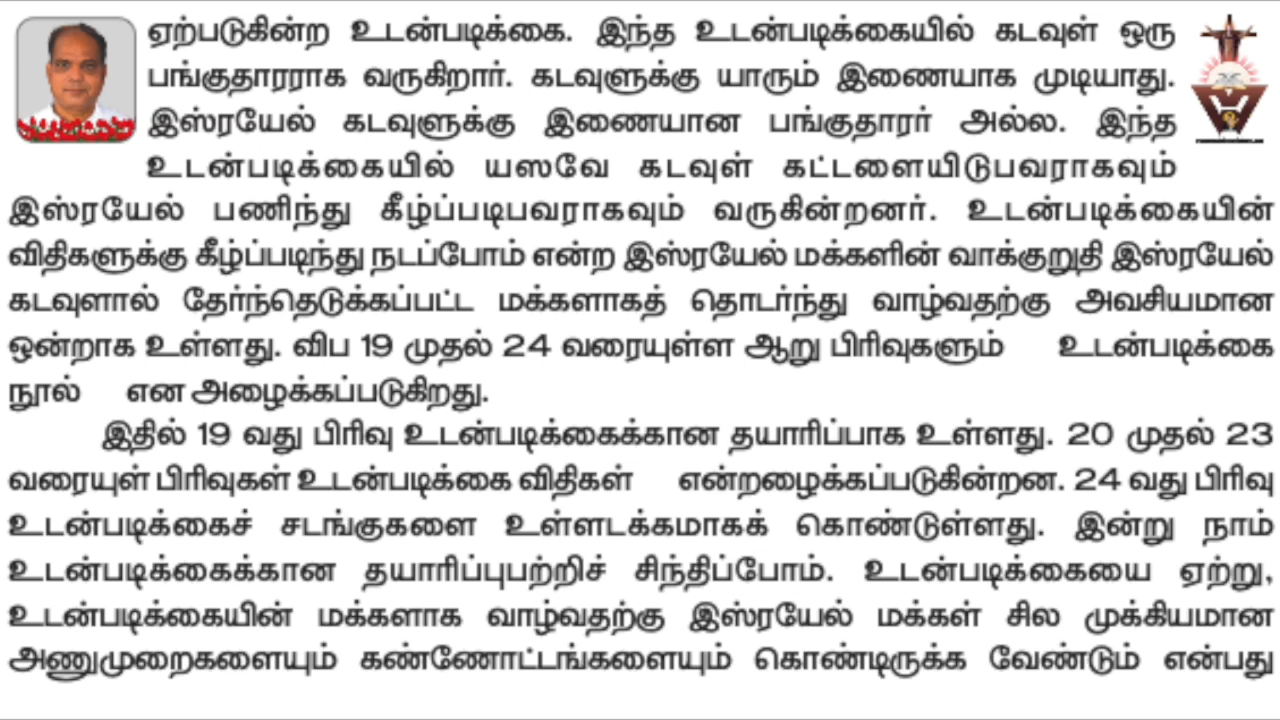 ஏற்படுகின்ற உடன்படிக்கை. இந்த உடன்படிக்கையில் கடவுள் ஒரு
பங்குதாரராக வருகிறார். கடவுளுக்கு யாரும் இணையாக முடியாது.
இஸ்ரயேல் கடவுளுக்கு இணையான பங்குதாரர் அல்ல. இந்த
உடன்படிக்கையில் யஸவே கடவுள் கட்டளையிடுபவராகவும்
இஸ்ரயேல் பணிந்து கீழ்ப்படிபவராகவும் வருகின்றனர். உடன்படிக்கையின்
விதிகளுக்கு கீழ்ப்படிந்து நடப்போம் என்ற இஸ்ரயேல் மக்களின் வாக்குறுதி இஸ்ரயேல்
கடவுளால் தேர்ந்தெடுக்கப்பட்ட மக்களாகத் தொடர்ந்து வாழ்வதற்கு அவசியமான
ஒன்றாக உள்ளது. விப 19 முதல் 24 வரையுள்ள ஆறு பிரிவுகளும் உடன்படிக்கை
நூல் என அழைக்கப்படுகிறது.
இதில் 19 வது பிரிவு உடன்படிக்கைக்கான தயாரிப்பாக உள்ளது. 20 முதல் 23
வரையுள் பிரிவுகள் உடன்படிக்கை விதிகள் என்றழைக்கப்படுகின்றன. 24 வது பிரிவு
உடன்படிக்கைச் சடங்குகளை உள்ளடக்கமாகக் கொண்டுள்ளது. இன்று நாம்
உடன்படிக்கைக்கான தயாரிப்புபற்றிச் சிந்திப்போம். உடன்படிக்கையை ஏற்று,
உடன்படிக்கையின் மக்களாக வாழ்வதற்கு இஸ்ரயேல் மக்கள் சில முக்கியமான
அணுமுறைகளையும் கண்ணோட்டங்களையும் கொண்டிருக்க வேண்டும் என்பது